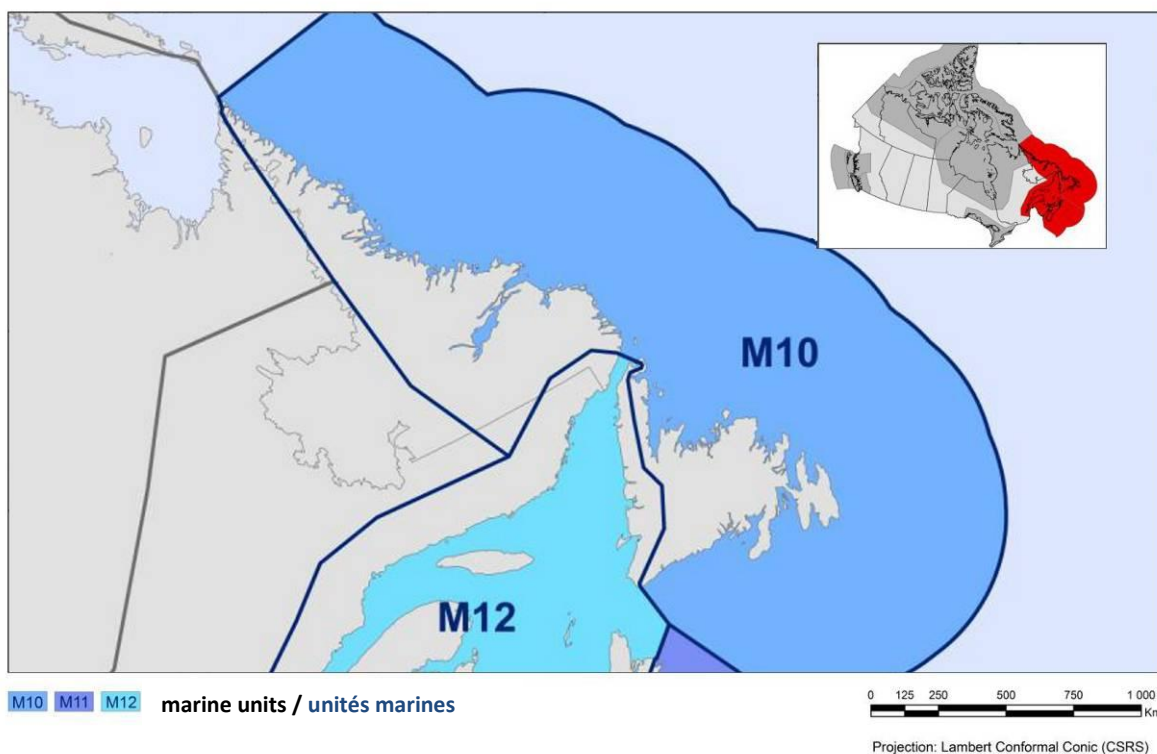 M10
M12
M10 M11 M12 marine units / unités marines
0 125 250 500 750 1 000
Km
Projection: Lambert Conformal Conic (CSRS)